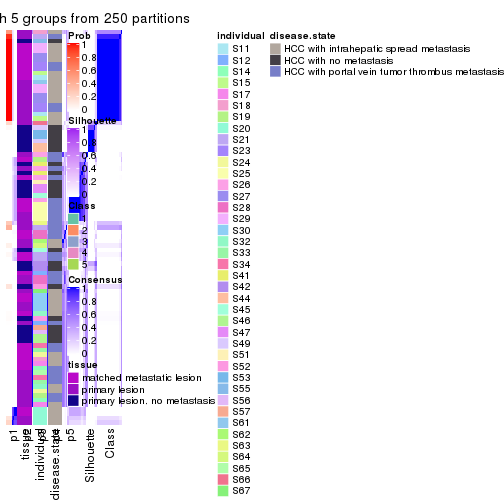 h 5 groups from 250 partitions
Prob
1
0.8
0.6
0.4
0.2
0
Silhouette
1
0.8
0.6
0.4
0.2
0
Class
1
2
3
4
5
Consensus
1
0.8
0.6
0.4
0.2
0
tissue
matched metastatic lesion
primary lesion
primary lesion. no metastasis
individual
S11
S12
S14
S15
S17
S18
S19
S20
S21
S23
S24
S25
S26
S27
S28
S29
S30
S32
S33
S34
S41
S42
S44
S45
S46
S47
S49
S51
S52
S53
S55
S56
S57
S61
S62
S63
S64
S65
S66
S67
disease.state
HCC with intrahepatic spread metastasis
HCC with no metastasis
HCC with portal vein tumor thrombus metastasis
p1
tissue
individual
disease.state
p5
Silhouette
Class